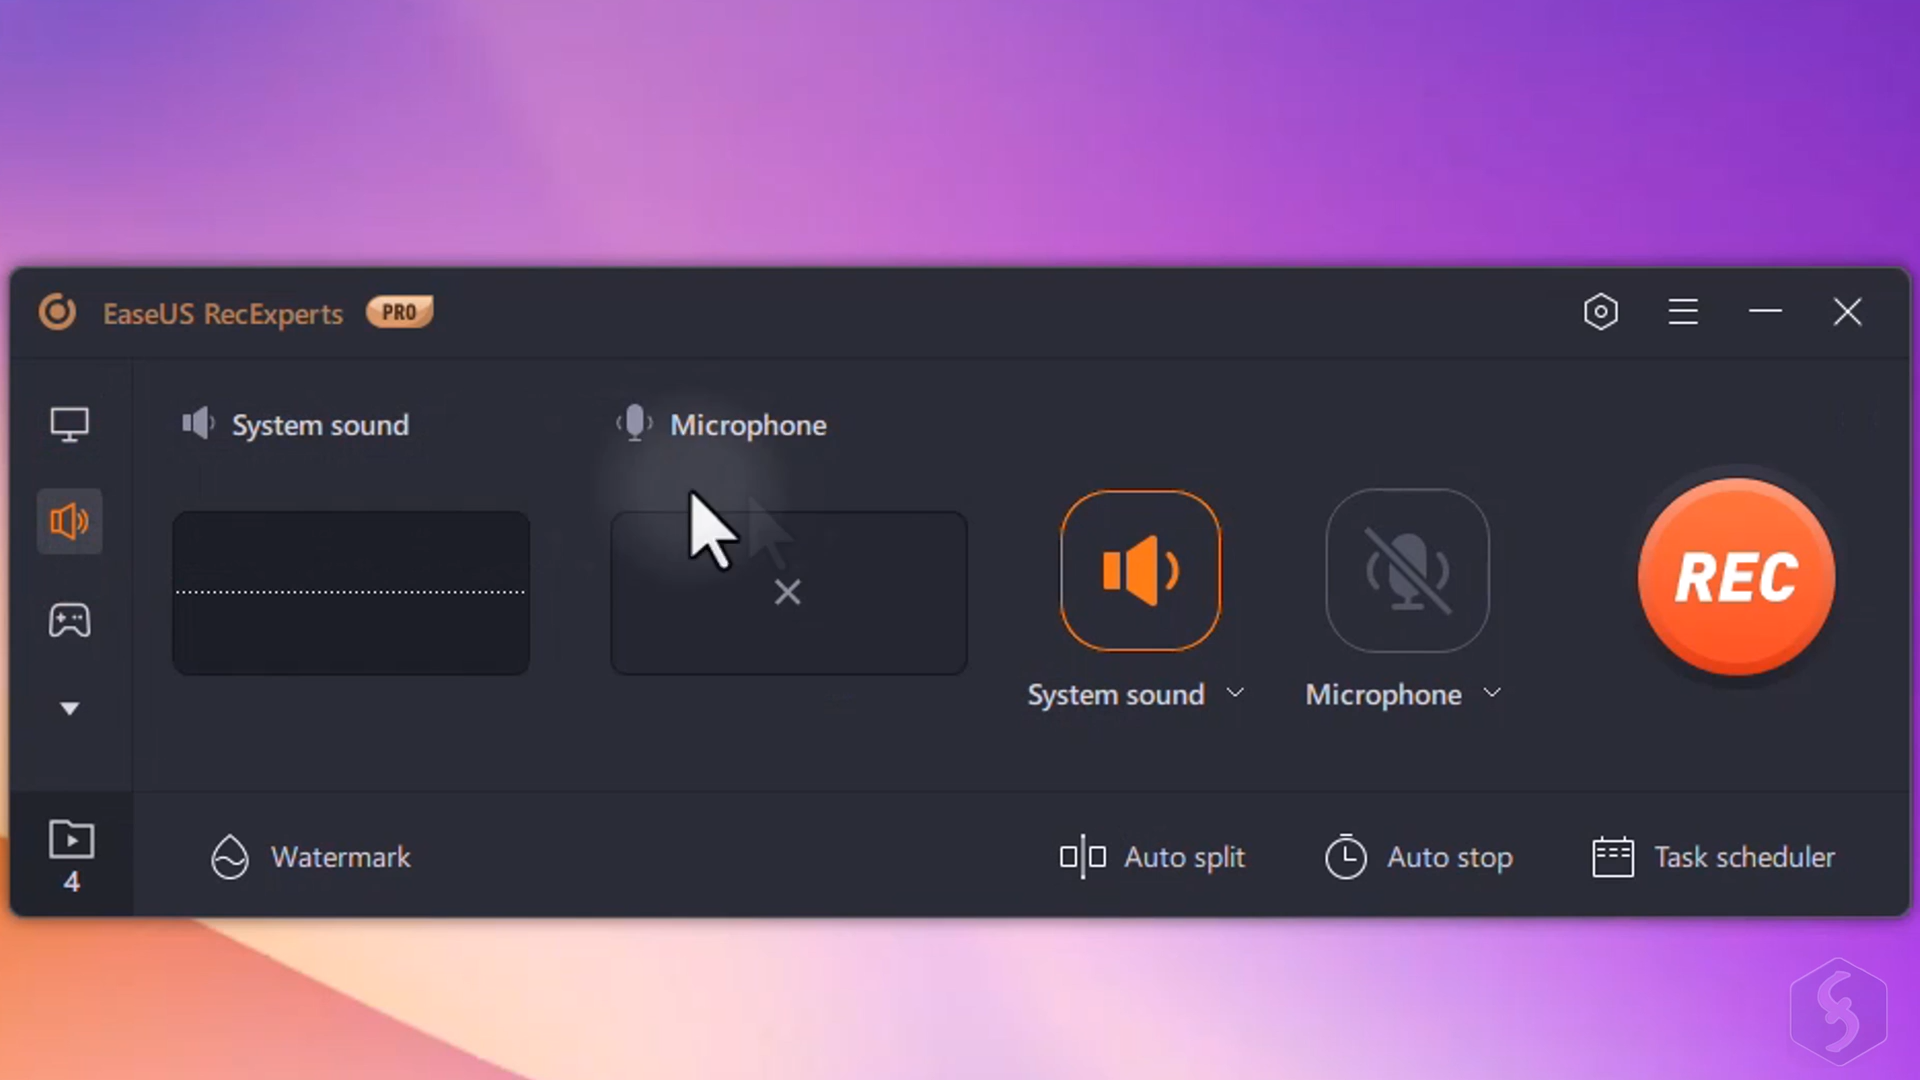 EaseUS RecExperts PRO
System sound
Microphone
REC
System sound
Microphone
4
Watermark
Auto split
Auto stop
Task scheduler